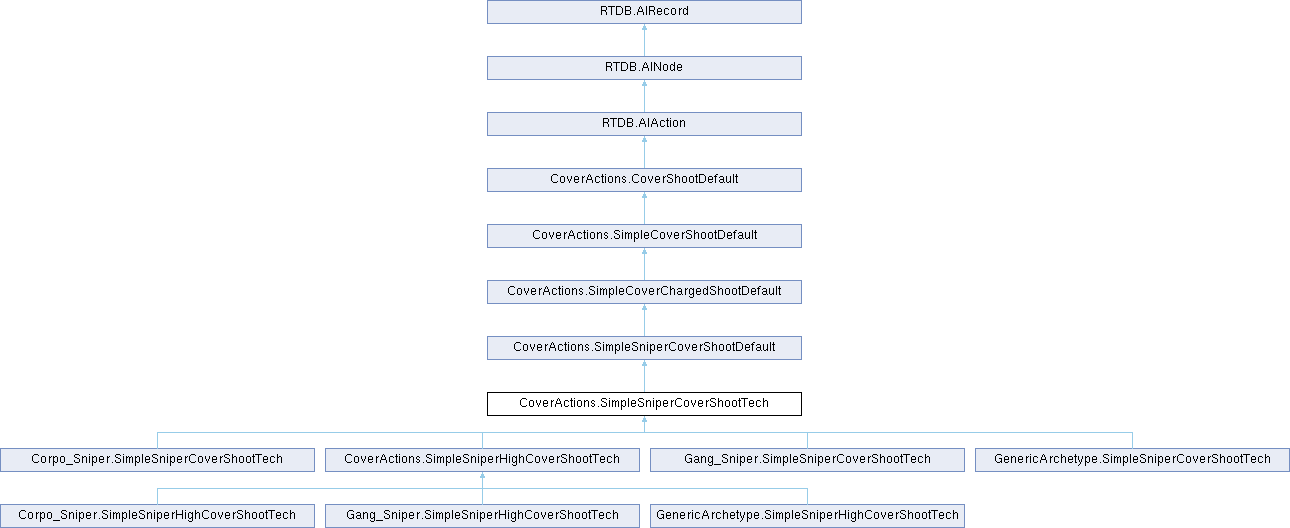 RTDB.AIRecord
RTDB.AINode
RTDB.AIAction
CoverActions.CoverShootDefault
CoverActions.SimpleCoverShootDefault
CoverActions.SimpleCoverChargedShootDefault
CoverActions.SimpleSniperCoverShootDefault
CoverActions.SimpleSniperCoverShootTech
Corpo_Sniper.SimpleSniperCoverShootTech
CoverActions.SimpleSniperHighCoverShootTech
Gang_Sniper.SimpleSniperCoverShootTech
GenericArchetype.SimpleSniperCoverShootTech
Corpo_Sniper.SimpleSniperHighCoverShootTech
Gang_Sniper.SimpleSniperHighCoverShootTech
GenericArchetype.SimpleSniperHighCoverShootTech